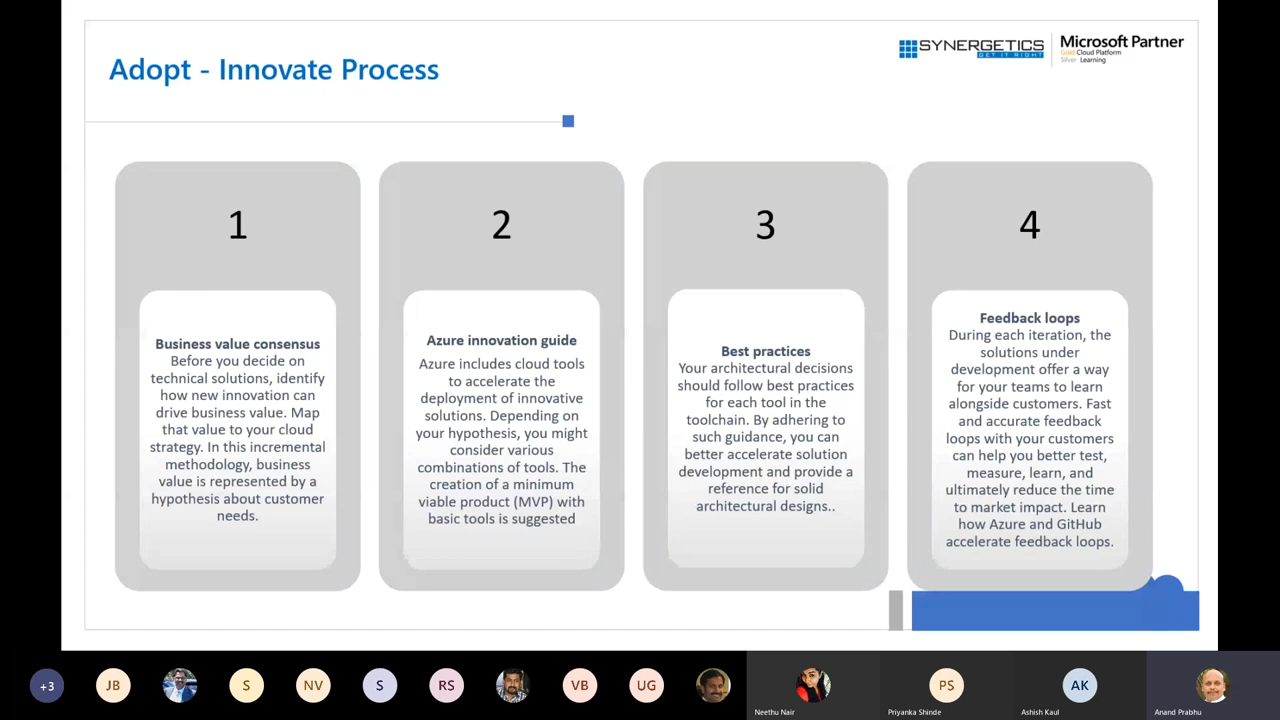 Adopt - Innovate Process
SYNERGETICS
GET IT RIGHT
Microsoft Partner
Gold Cloud Platform
Silver Learning
1
Business value consensus
Before you decide on
technical solutions, identify
how new innovation can
drive business value. Map
that value to your cloud
strategy. In this incremental
methodology, business
value is represented by a
hypothesis about customer
needs.
2
Azure innovation guide
Azure includes cloud tools
to accelerate the
deployment of innovative
solutions. Depending on
your hypothesis, you might
consider various
combinations of tools. The
creation of a minimum
viable product (MVP) with
basic tools is suggested
3
Best practices
Your architectural decisions
should follow best practices
for each tool in the
toolchain. By adhering to
such guidance, you can
better accelerate solution
development and provide a
reference for solid
architectural designs..
4
Feedback loops
During each iteration, the
solutions under
development offer a way
for your teams to learn
alongside customers. Fast
and accurate feedback
loops with your customers
can help you better test,
measure, learn, and
ultimately reduce the time
to market impact. Learn
how Azure and GitHub
accelerate feedback loops.
+3
JB
S
NV
S
RS
VB
UG
Neethu Nair
PS
Priyanka Shinde
AK
Ashish Kaul
Anand Prabhu